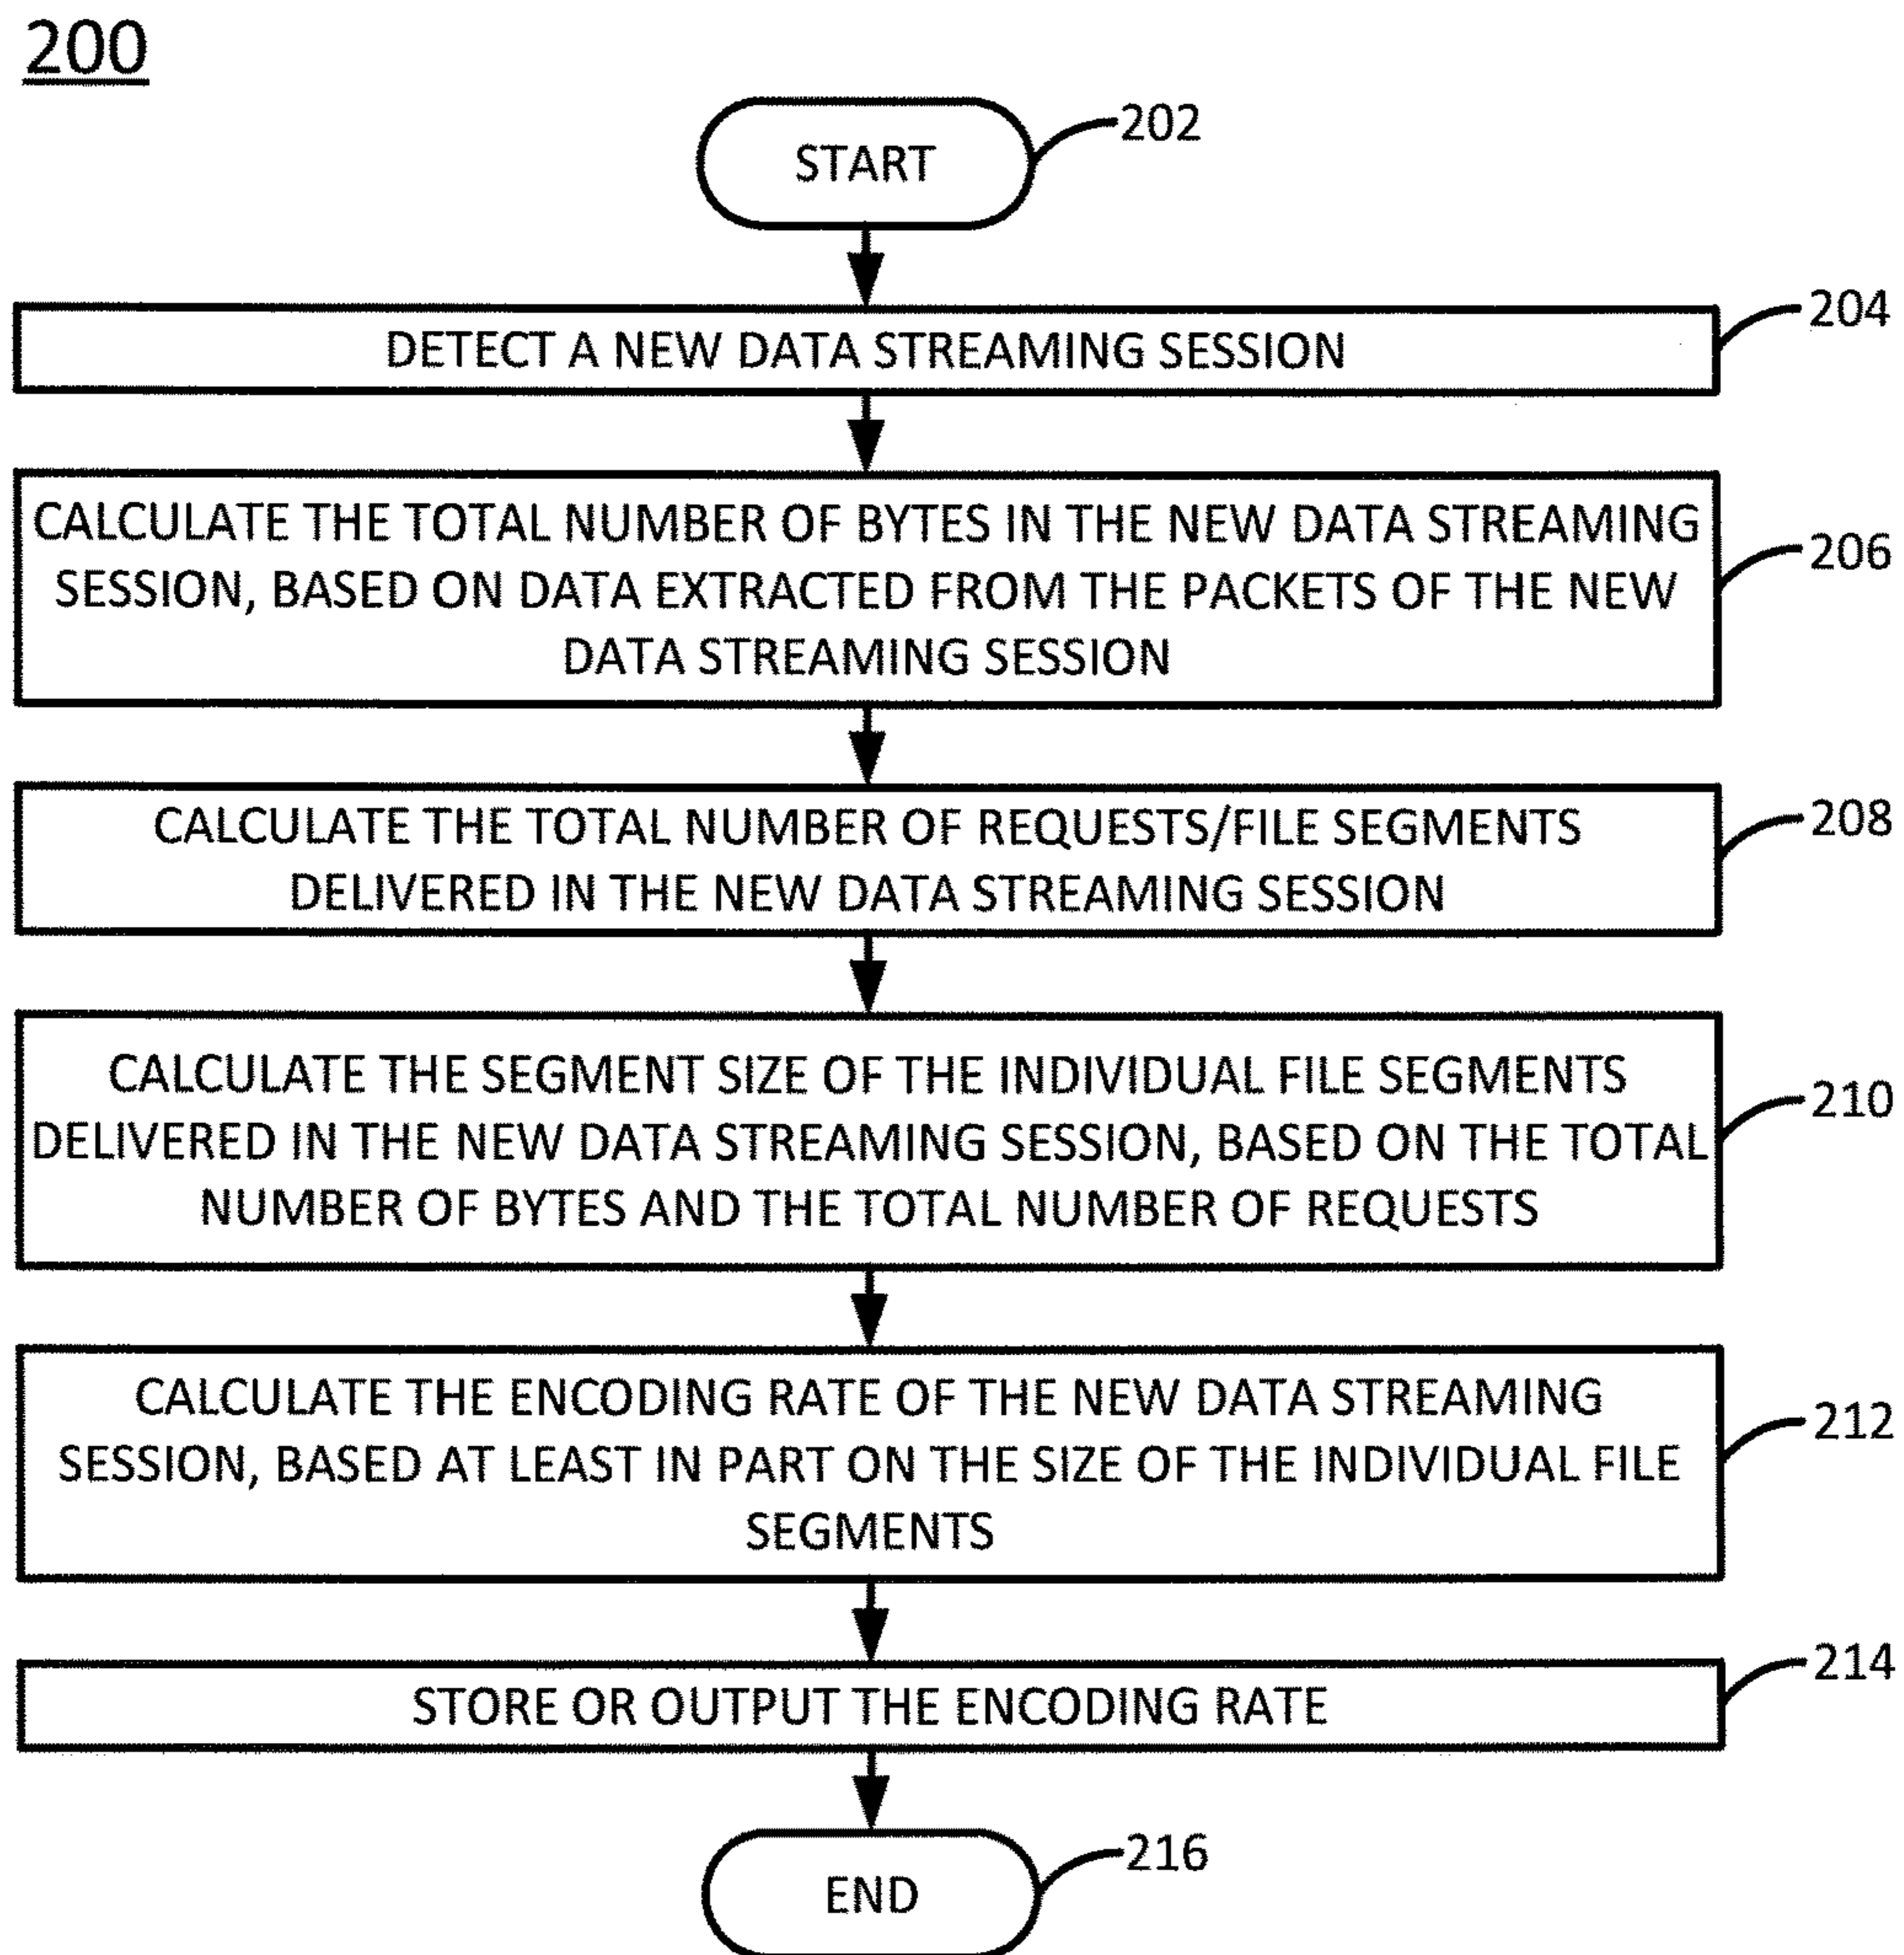 200
START
202
DETECT A NEW DATA STREAMING SESSION
204
CALCULATE THE TOTAL NUMBER OF BYTES IN THE NEW DATA STREAMING
SESSION, BASED ON DATA EXTRACTED FROM THE PACKETS OF THE NEW
DATA STREAMING SESSION
206
CALCULATE THE TOTAL NUMBER OF REQUESTS/FILE SEGMENTS
DELIVERED IN THE NEW DATA STREAMING SESSION
208
CALCULATE THE SEGMENT SIZE OF THE INDIVIDUAL FILE SEGMENTS
DELIVERED IN THE NEW DATA STREAMING SESSION, BASED ON THE TOTAL
NUMBER OF BYTES AND THE TOTAL NUMBER OF REQUESTS
210
CALCULATE THE ENCODING RATE OF THE NEW DATA STREAMING
SESSION, BASED AT LEAST IN PART ON THE SIZE OF THE INDIVIDUAL FILE
SEGMENTS
212
STORE OR OUTPUT THE ENCODING RATE
214
END
216